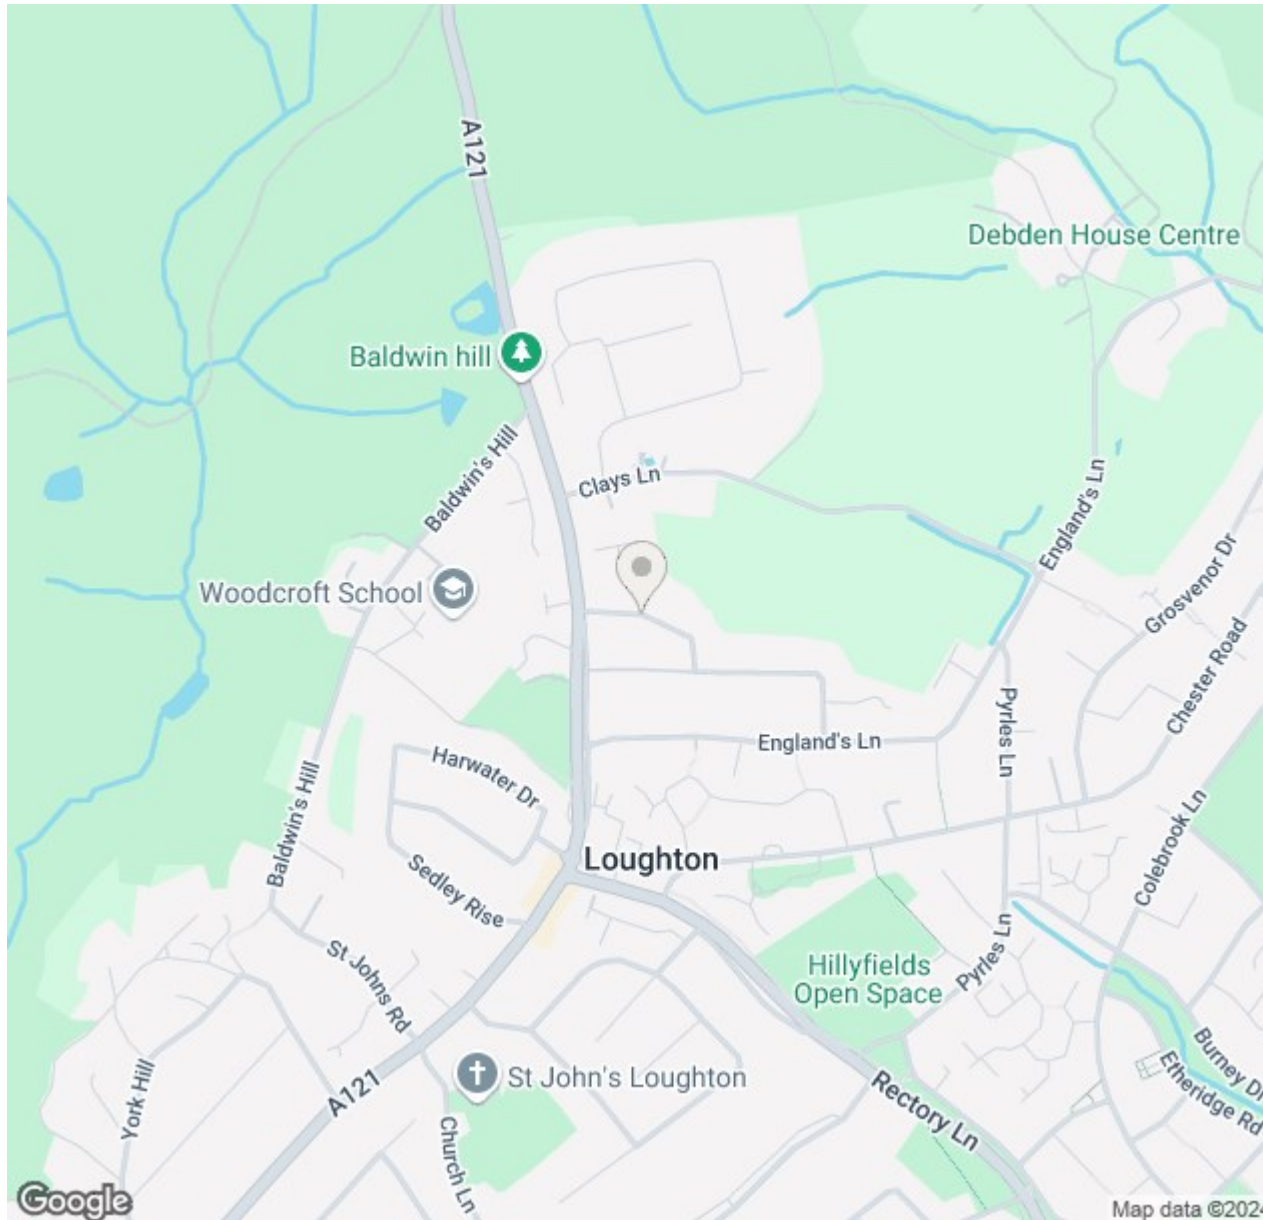 A121
Debden House Centre
Baldwin hill
Baldwin's Hill
Clays Ln
England's Ln
Woodcroft School
Grosvenor Dr
Chester Road
Pyrles Ln
England's Ln
Harwater Dr
Baldwin's Hill
Colebrook Ln
Loughton
Sedley Rise
St Johns Rd
Hillyfields
Open Space
Pyrles Ln
York Hill
A121
St John's Loughton
Church Ln
Rectory Ln
Burney Dr
Etheridge Rd
Google
Map data ©2024